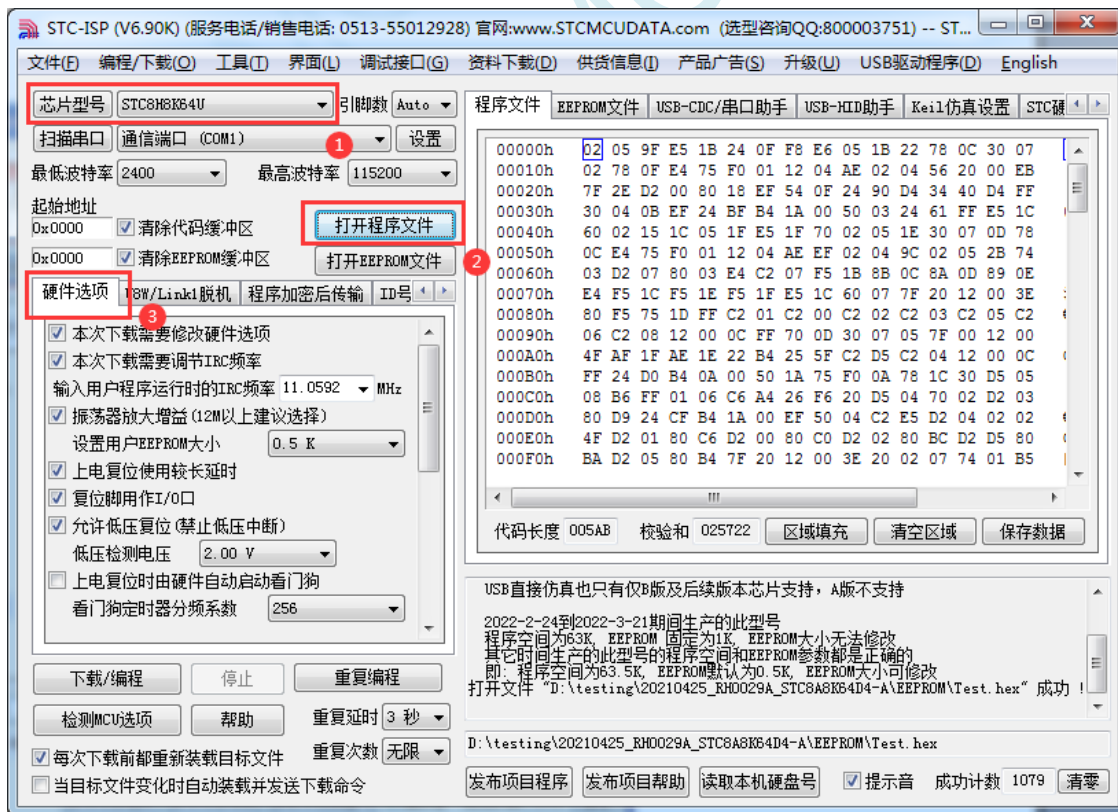 STC-ISP (V6.90K) (服务电话/销售电话: 0513-55012928) 官网:www.STCMCUDATA.com (选型咨询QQ:800003751) -- ST...
文件(F) 编程/下载(O) 工具(T) 界面(L) 调试接口(G) 资料下载(D) 供货信息(I) 产品广告(S) 升级(U) USB驱动程序(D) English
芯片型号 STC8H8K64U 引脚数 Auto
扫描串口 通信端口 (COM1) 设置
1
最低波特率 2400 最高波特率 115200
起始地址
0x0000 清除代码缓冲区 打开程序文件
0x0000 清除EEPROM缓冲区 打开EEPROM文件
2
硬件选项 U8W/Link1脱机 程序加密后传输 ID号
3
本次下载需要修改硬件选项
本次下载需要调节IRC频率
输入用户程序运行时的IRC频率 11.0592 MHz
振荡器放大增益(12M以上建议选择)
设置用户EEPROM大小 0.5 K
上电复位使用较长延时
复位脚用作I/O口
允许低压复位(禁止低压中断)
低压检测电压 2.00 V
上电复位时由硬件自动启动看门狗
看门狗定时器分频系数 256
下载/编程 停止 重复编程
检测MCU选项 帮助 重复延时 3 秒
每次下载前都重新装载目标文件 重复次数 无限
当目标文件变化时自动装载并发送下载命令
程序文件 EEPROM文件 USB-CDC/串口助手 USB-HID助手 Keil仿真设置 STC
00000h 02 05 9F E5 1B 24 0F F8 E6 05 1B 22 78 0C 30 07
00010h 02 78 0F E4 75 F0 01 12 04 AE 02 04 56 20 00 EB
00020h 7F 2E D2 00 80 18 EF 54 0F 24 90 D4 34 40 D4 FF
00030h 30 04 0B EF 24 BF B4 1A 00 50 03 24 61 FF E5 1C
00040h 60 02 15 1C 05 1F E5 1F 70 02 05 1E 30 07 0D 78
00050h 0C E4 75 F0 01 12 04 AE EF 02 04 9C 02 05 2B 74
00060h 03 D2 07 80 03 E4 C2 07 F5 1B 8B 0C 8A 0D 89 0E
00070h E4 F5 1C F5 1E F5 1F E5 1C 60 07 7F 20 12 00 3E
00080h 80 F5 75 1D FF C2 01 C2 00 C2 02 C2 03 C2 05 C2
00090h 06 C2 08 12 00 0C FF 70 0D 30 07 05 7F 00 12 00
000A0h 4F AF 1F AE 1E 22 B4 25 5F C2 D5 C2 04 12 00 0C
000B0h FF 24 D0 B4 0A 00 50 1A 75 F0 0A 78 1C 30 D5 05
000C0h 08 B6 FF 01 06 C6 A4 26 F6 20 D5 04 70 02 D2 03
000D0h 80 D9 24 CF B4 1A 00 EF 50 04 C2 E5 D2 04 02 02
000E0h 4F D2 01 80 C6 D2 00 80 C0 D2 02 80 BC D2 D5 80
000F0h BA D2 05 80 B4 7F 20 12 00 3E 20 02 07 74 01 B5
代码长度 005AB 校验和 025722 区域填充 清空区域 保存数据
USB直接仿真也只有仅B版及后续版本芯片支持，A版不支持
2022-2-24到2022-3-21期间生产的此型号
程序空间为63K, EEPROM 固定为1K, EEPROM大小无法修改
其它时间生产的此型号的程序空间和EEPROM参数都是正确的
即: 程序空间为63.5K, EEPROM默认为0.5K, EEPROM大小可修改
打开文件 "D:\testing\20210425_RH0029A_STC8A8K64D4-A\EEPROM\Test.hex" 成功 !
D:\testing\20210425_RH0029A_STC8A8K64D4-A\EEPROM\Test.hex
发布项目程序 发布项目帮助 读取本机硬盘号 提示音 成功计数 1079 清零